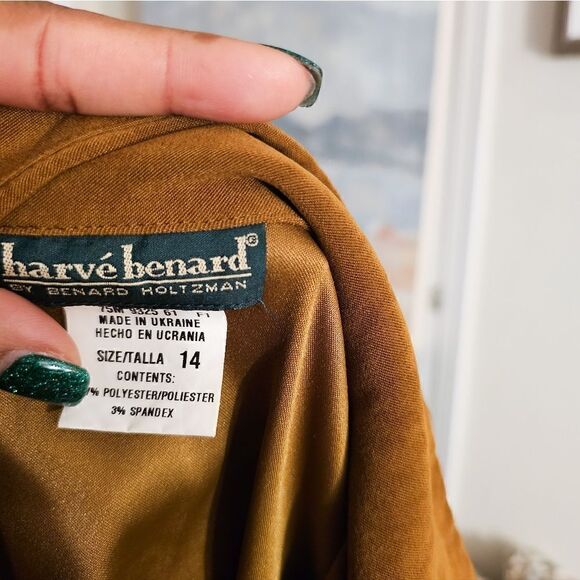 harvé benard®
BY BENARD HOLTZMAN
MADE IN UKRAINE
HECHO EN UCRANIA
SIZE/TALLA 14
CONTENTS:
POLYESTER/POLIESTER
3% SPANDEX